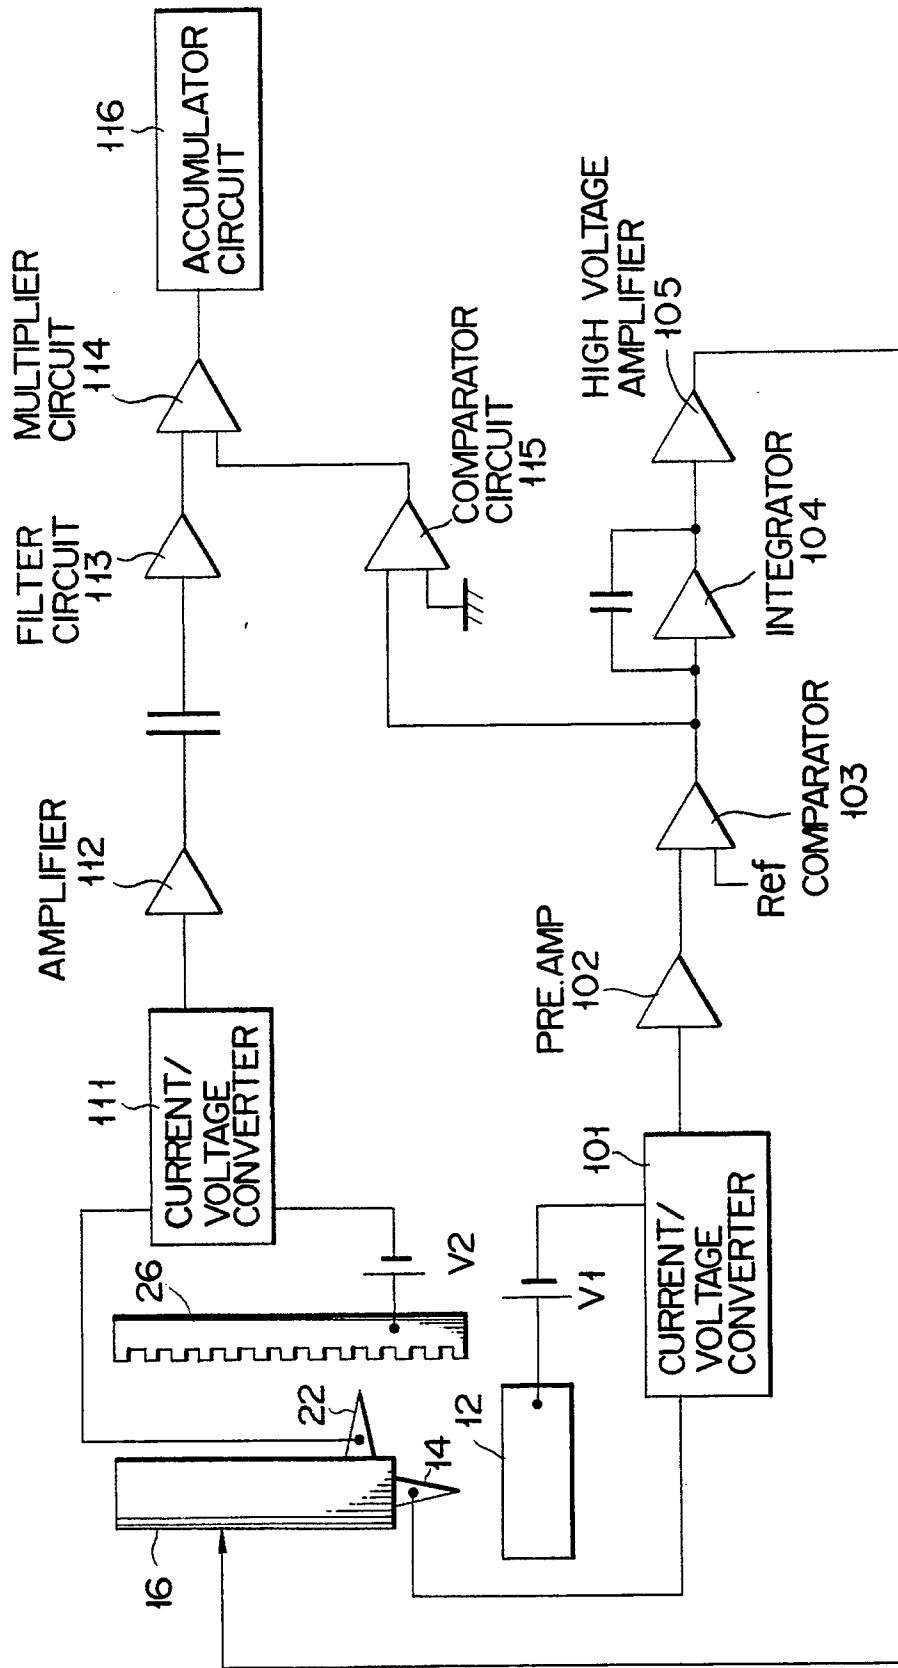 116
ACCUMULATOR
CIRCUIT
MULTIPLIER
CIRCUIT
114
FILTER
CIRCUIT
113
AMPLIFIER
112
111
CURRENT/
VOLTAGE
CONVERTER
COMPARATOR
CIRCUIT
115
HIGH VOLTAGE
AMPLIFIER
105
INTEGRATOR
104
COMPARATOR
103
Ref
PRE.AMP
102
101
CURRENT/
VOLTAGE
CONVERTER
V2
V1
26
22
14
12
16